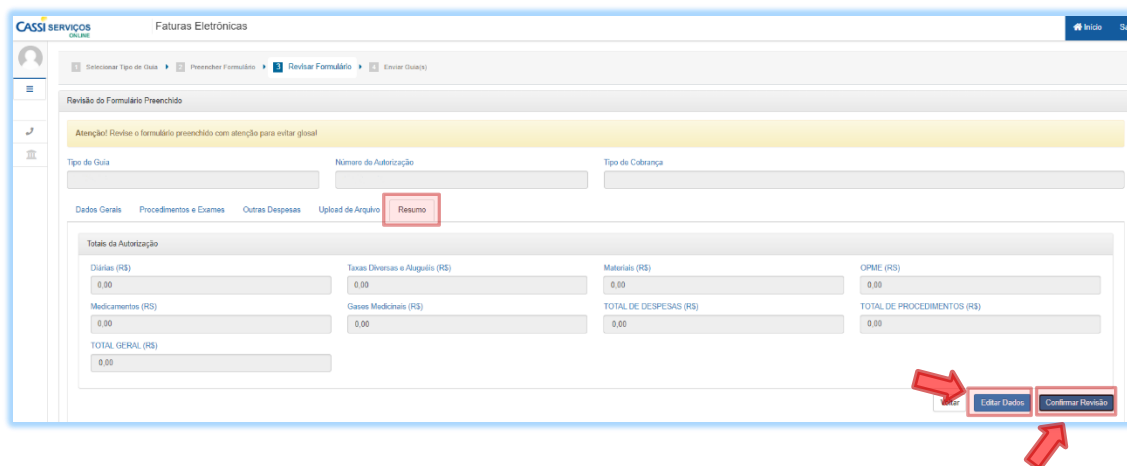 CASSI SERVIÇOS ONLINE
Faturas Eletrônicas
Início
1 Selecionar Tipo de Guia 2 Preencher Formulário 3 Revisar Formulário 4 Enviar Guia(s)
Revisão do Formulário Preenchido
Atenção! Revise o formulário preenchido com atenção para evitar glosa!
Tipo de Guia Número de Autorização Tipo de Cobrança
Dados Gerais Procedimentos e Exames Outras Despesas Upload de Arquivo Resumo
Totais da Autorização
Diárias (R$) Taxas Diversas e Aluguéis (R$) Materiais (R$) OPME (R$)
0,00 0,00 0,00 0,00
Medicamentos (R$) Gases Medicinais (R$) TOTAL DE DESPESAS (R$) TOTAL DE PROCEDIMENTOS (R$)
0,00 0,00 0,00 0,00
TOTAL GERAL (R$)
0,00
Voltar Editar Dados Confirmar Revisão